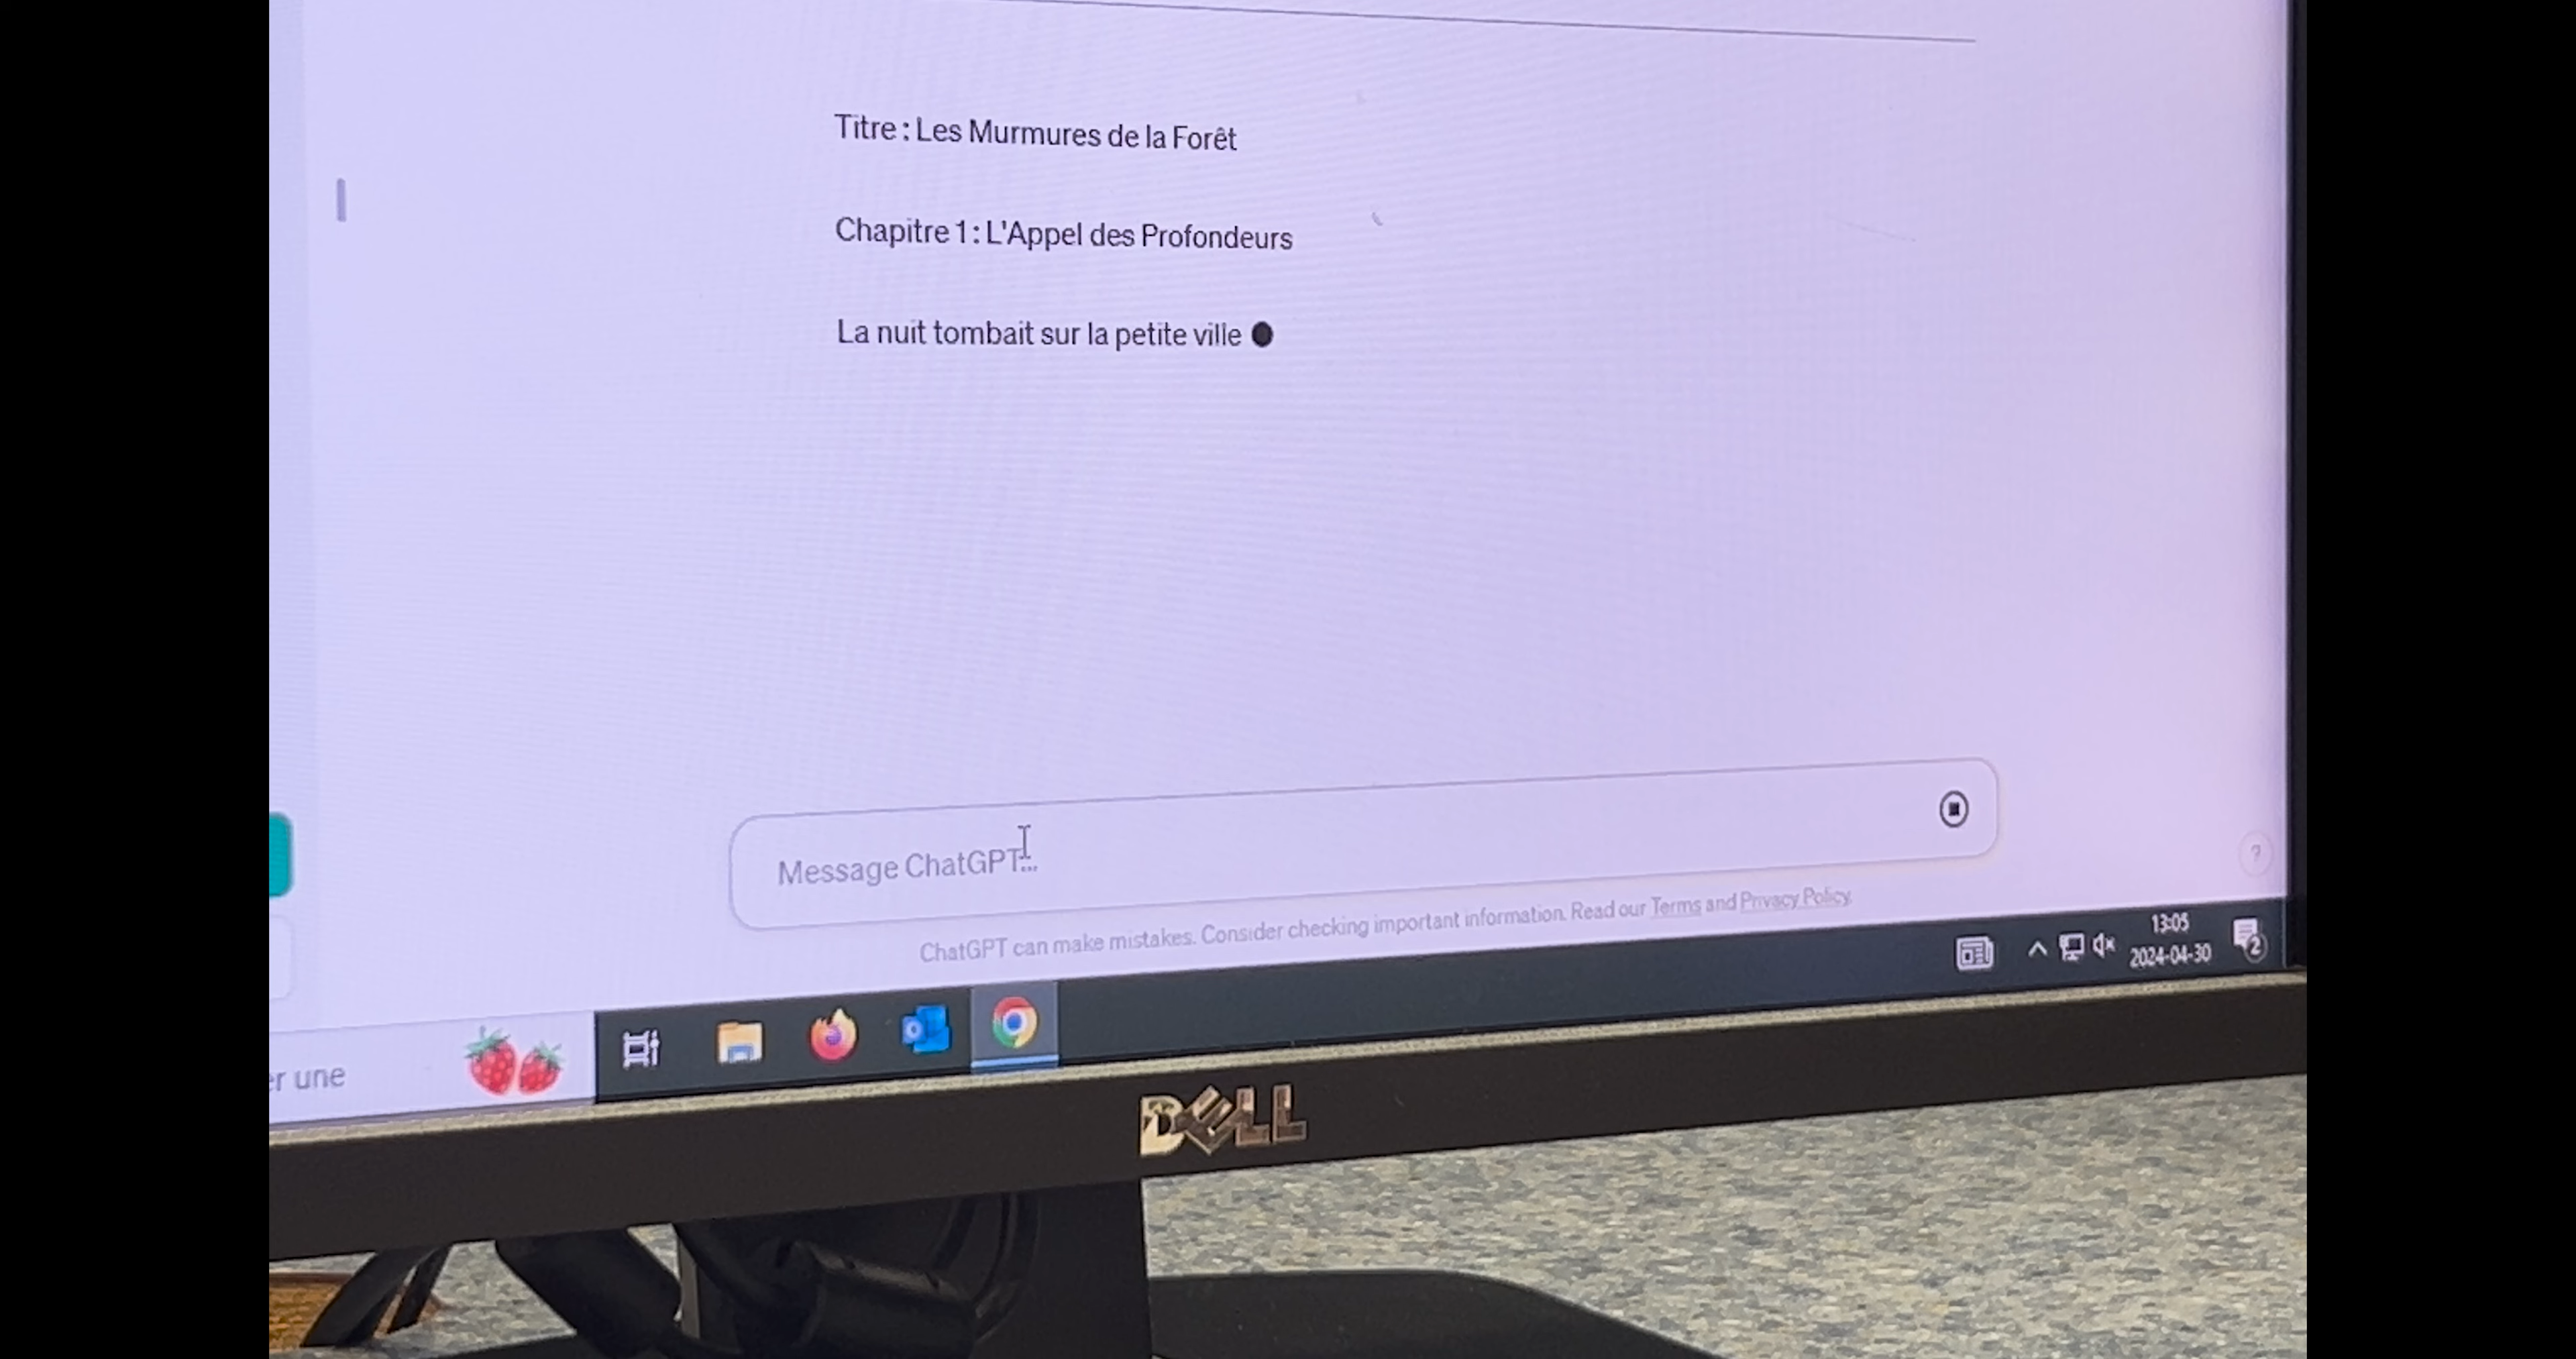 Titre : Les Murmures de la Forêt
Chapitre 1 : L'Appel des Profondeurs
La nuit tombait sur la petite ville
Message ChatGPT...
?
ChatGPT can make mistakes. Consider checking important information. Read our Terms and Privacy Policy.
13:05
2024-04-30
2
une
DELL